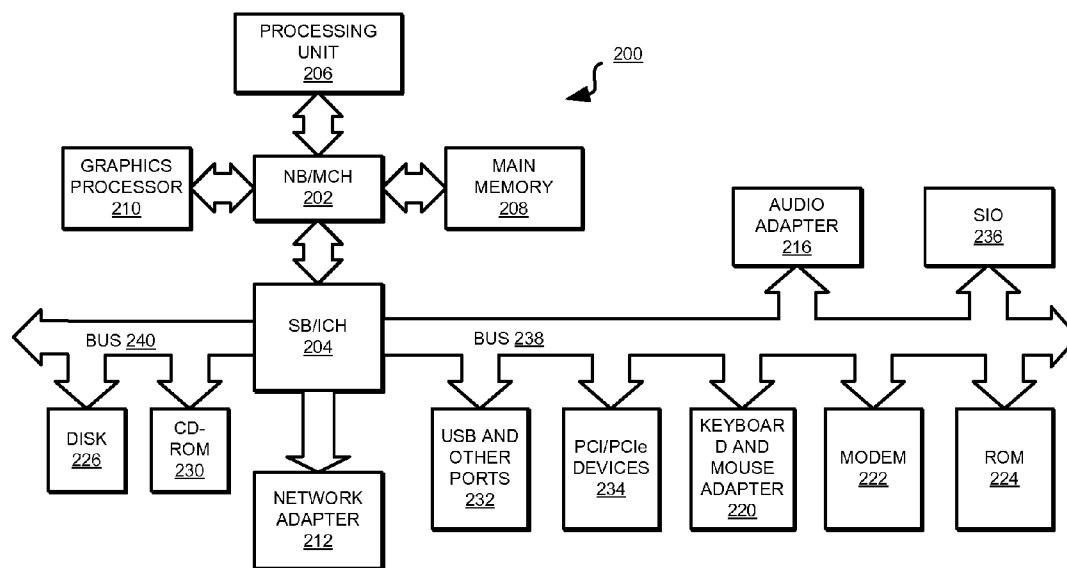 PROCESSING
UNIT
206
200
GRAPHICS
PROCESSOR
210
NB/MCH
202
MAIN
MEMORY
208
AUDIO
ADAPTER
216
SIO
236
SB/ICH
204
BUS 240
BUS 238
DISK
226
CD-
ROM
230
NETWORK
ADAPTER
212
USB AND
OTHER
PORTS
232
PCI/PCIe
DEVICES
234
KEYBOAR
D AND
MOUSE
ADAPTER
220
MODEM
222
ROM
224